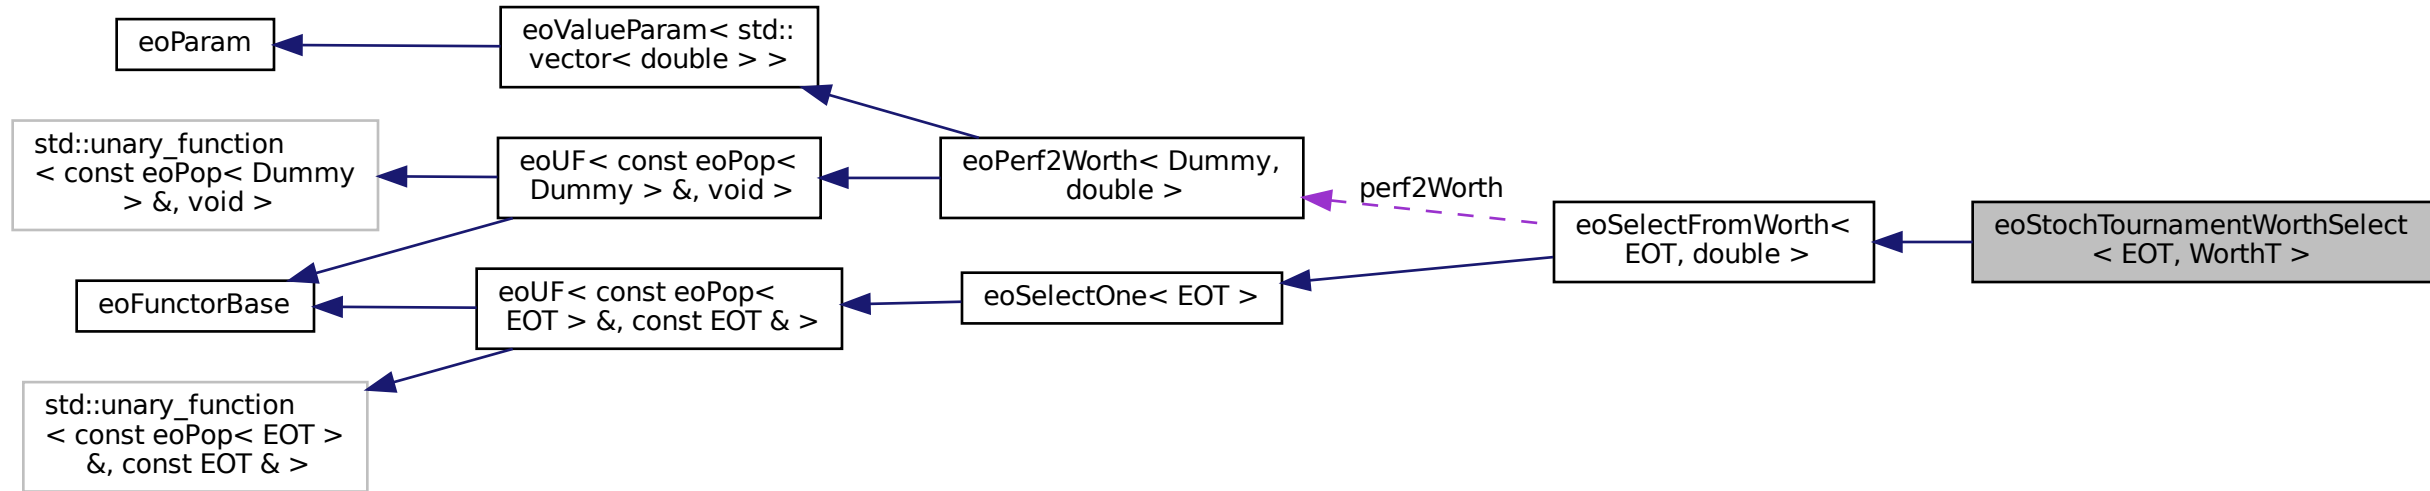 eoParam
eoValueParam< std::
vector< double > >
std::unary_function
< const eoPop< Dummy
> &, void >
eoUF< const eoPop<
Dummy > &, void >
eoPerf2Worth< Dummy,
double >
perf2Worth
eoSelectFromWorth<
EOT, double >
eoStochTournamentWorthSelect
< EOT, WorthT >
eoFunctorBase
eoUF< const eoPop<
EOT > &, const EOT & >
eoSelectOne< EOT >
std::unary_function
< const eoPop< EOT >
&, const EOT & >